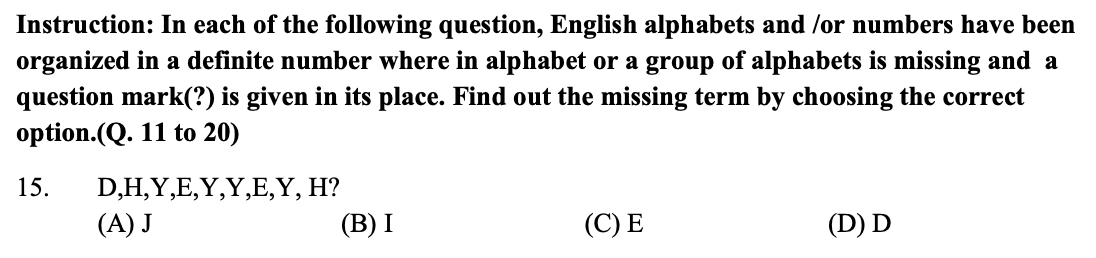 Instruction: In each of the following question, English alphabets and /or numbers have been
organized in a definite number where in alphabet or a group of alphabets is missing and a
question mark(?) is given in its place. Find out the missing term by choosing the correct
option.(Q. 11 to 20)
15. D,H,Y,E,Y,Y,E,Y, H?
(A) J (B) I (C) E (D) D